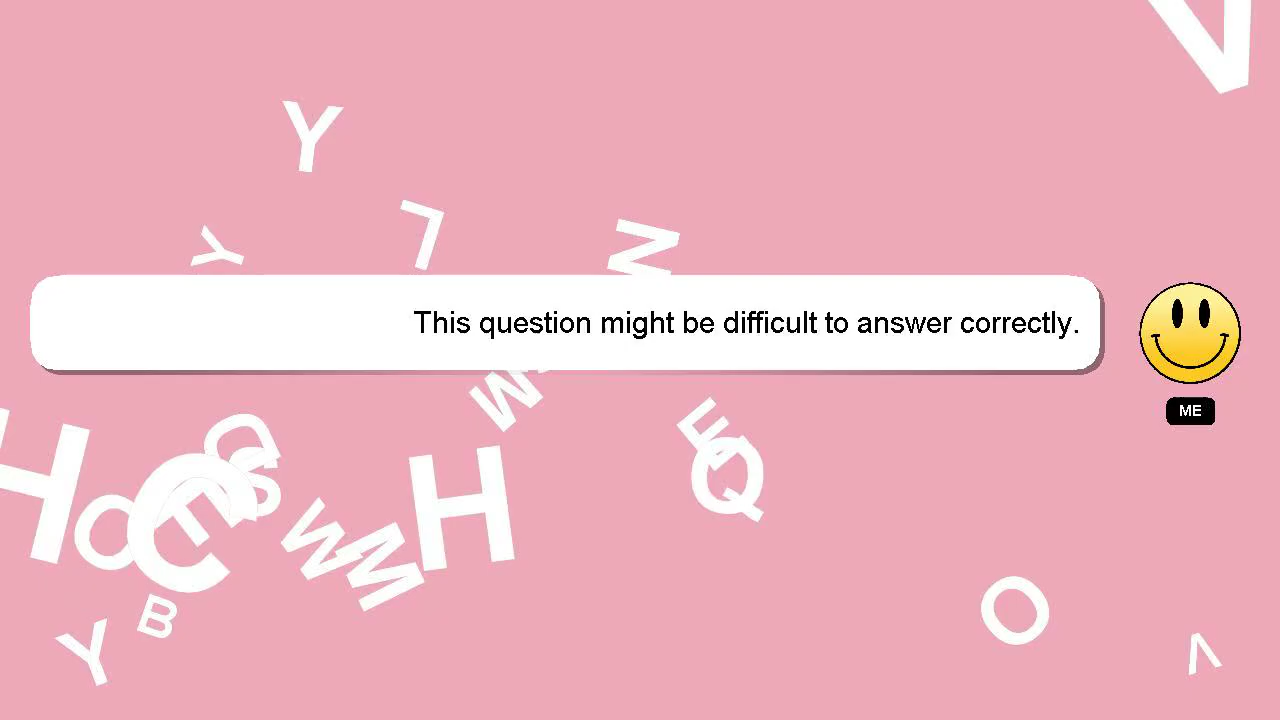 V
Y
L
Y
N
This question might be difficult to answer correctly.
ME
W
E
H
Q
H
O
C
S
W
M
O
B
Y
V